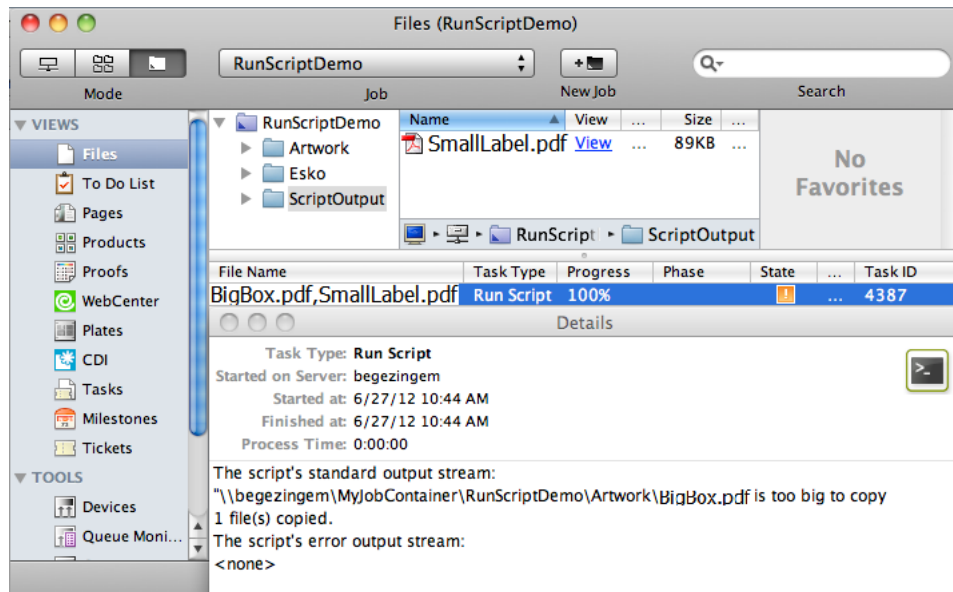 Files (RunScriptDemo)
RunScriptDemo
Mode
Job
New Job
Search
VIEWS
Files
To Do List
Pages
Products
Proofs
WebCenter
Plates
CDI
Tasks
Milestones
Tickets
TOOLS
Devices
Queue Moni...
RunScriptDemo
Artwork
Esko
ScriptOutput
Name View ... Size ...
SmallLabel.pdf View ... 89KB ...
RunScript ScriptOutput
No
Favorites
File Name Task Type Progress Phase State ... Task ID
BigBox.pdf,SmallLabel.pdf Run Script 100% ... 4387
Details
Task Type: Run Script
Started on Server: begezingem
Started at: 6/27/12 10:44 AM
Finished at: 6/27/12 10:44 AM
Process Time: 0:00:00
The script's standard output stream:
"\\begezingem\MyJobContainer\RunScriptDemo\Artwork\BigBox.pdf is too big to copy
1 file(s) copied.
The script's error output stream:
<none>